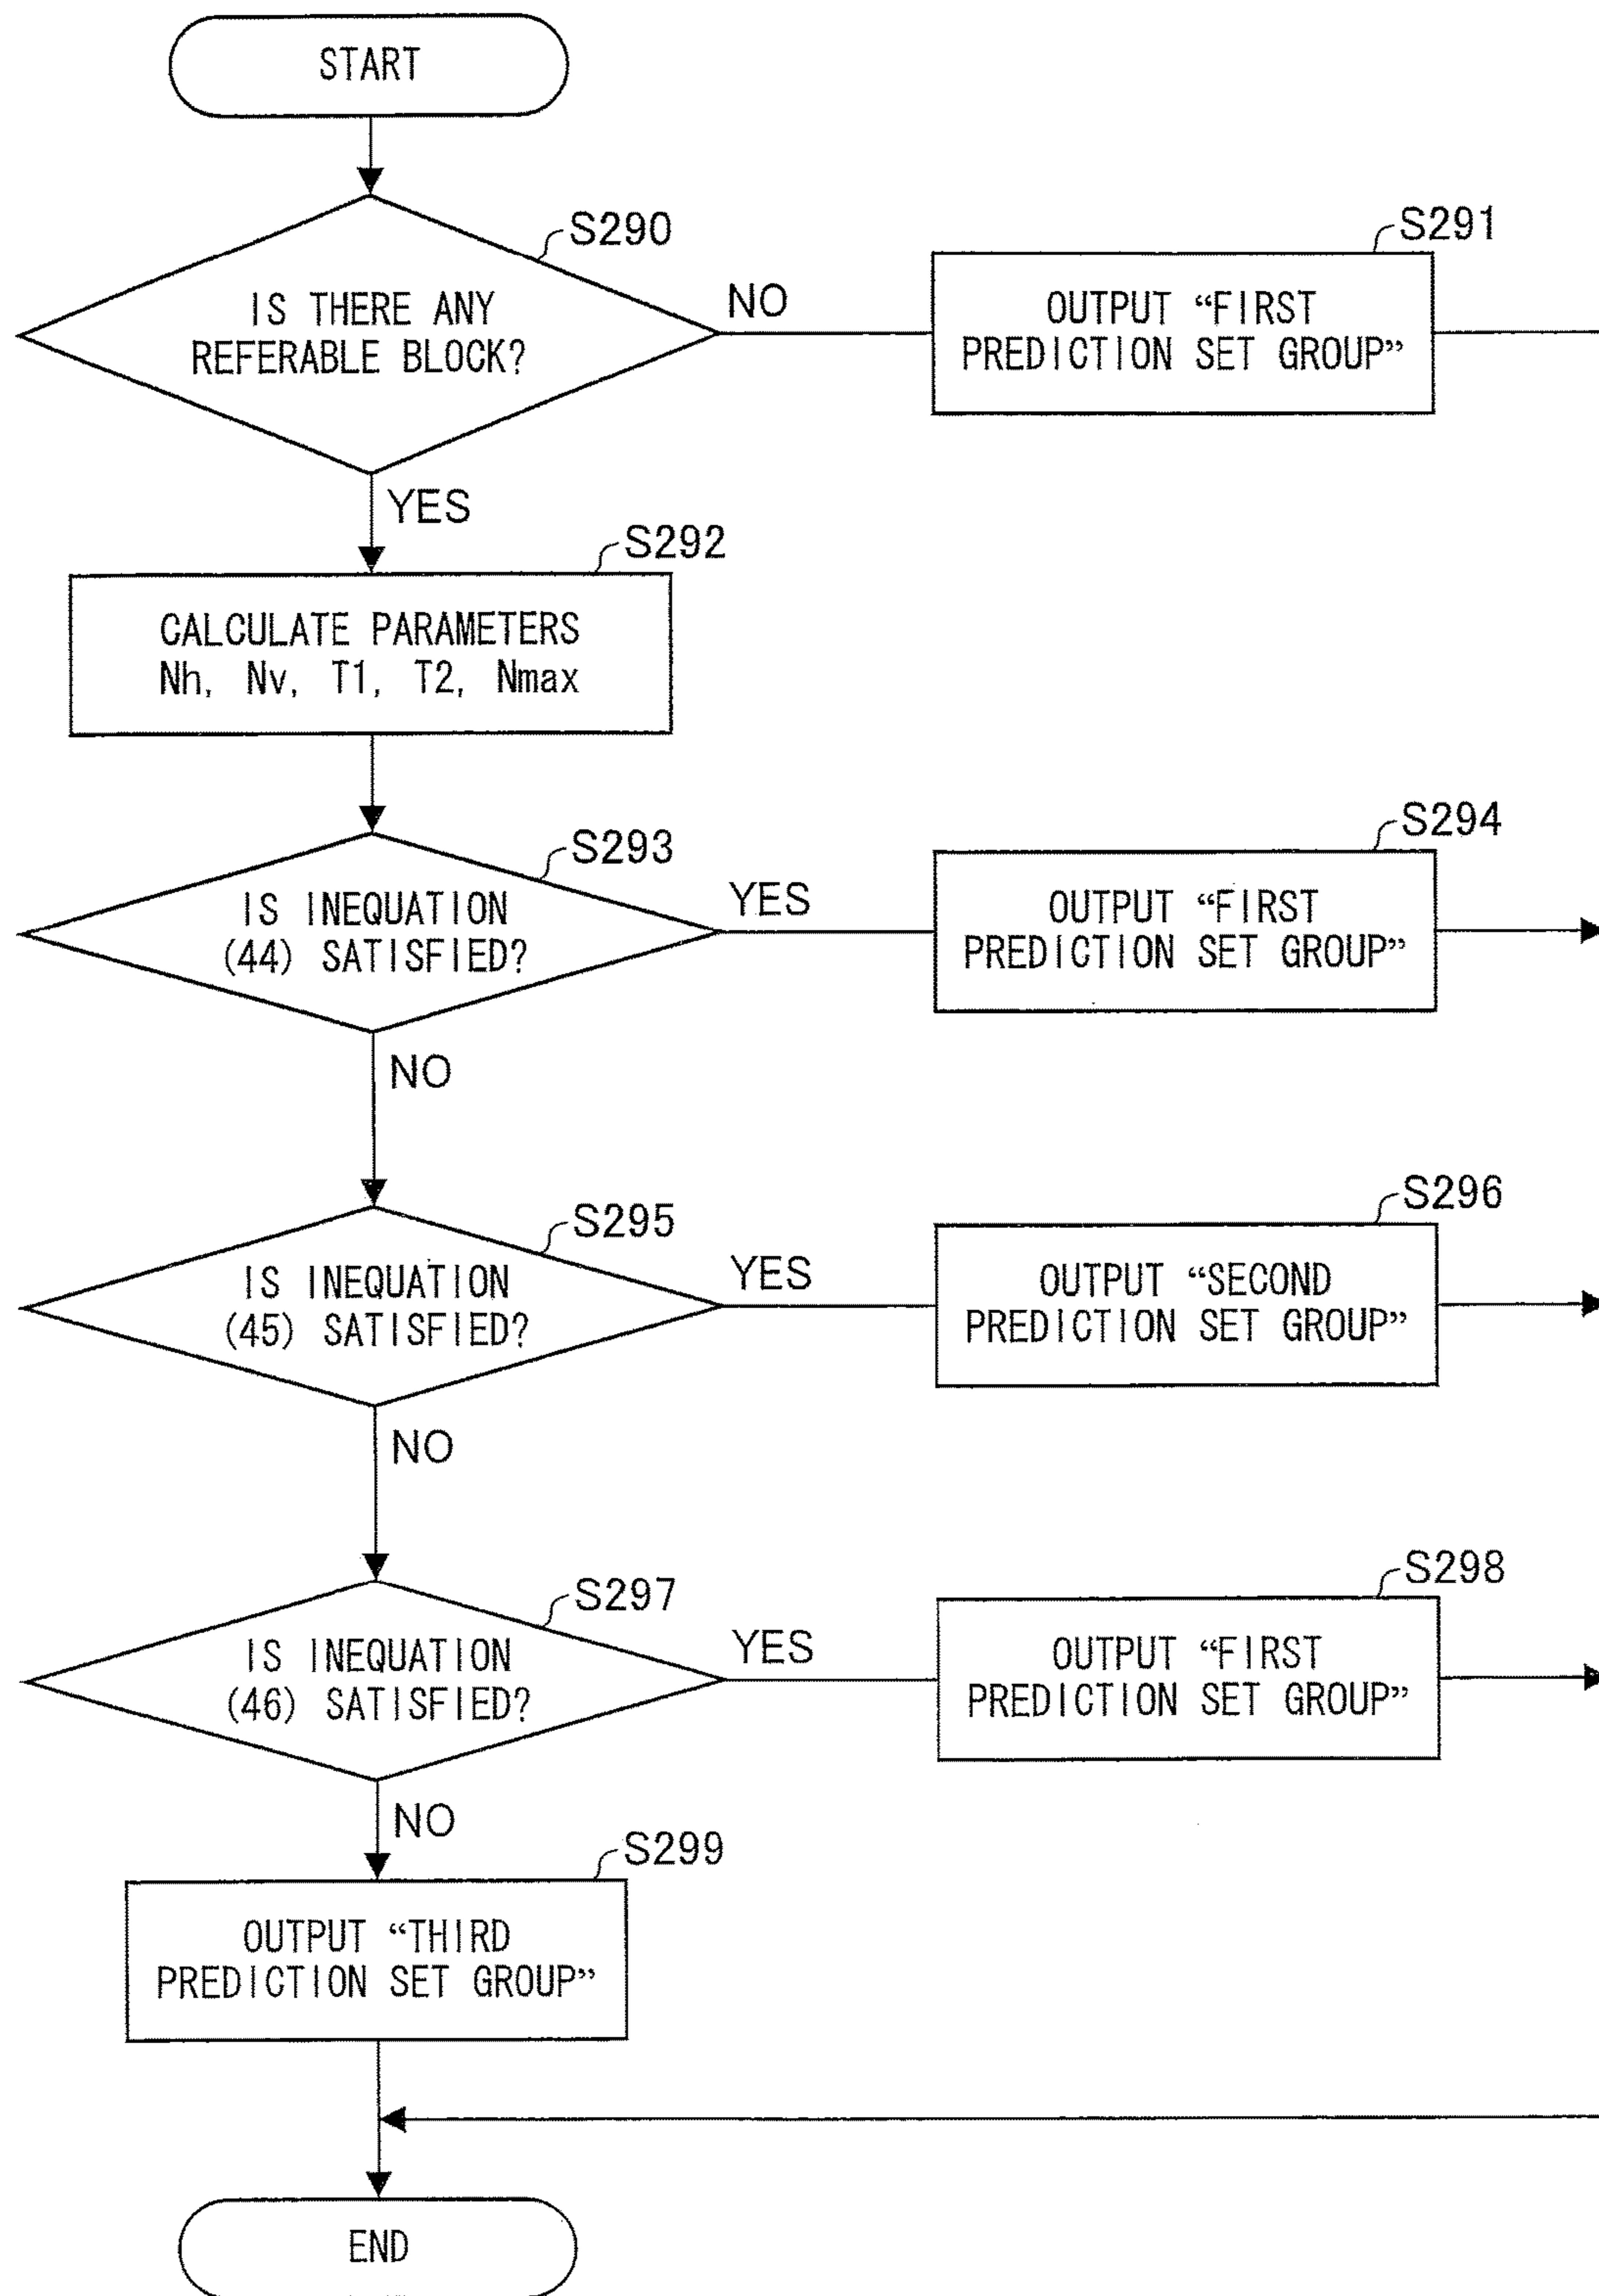 START
S290
IS THERE ANY
REFERABLE BLOCK?
NO
S291
OUTPUT “FIRST
PREDICTION SET GROUP”
YES
S292
CALCULATE PARAMETERS
Nh, Nv, T1, T2, Nmax
S293
IS INEQUATION
(44) SATISFIED?
YES
S294
OUTPUT “FIRST
PREDICTION SET GROUP”
NO
S295
IS INEQUATION
(45) SATISFIED?
YES
S296
OUTPUT “SECOND
PREDICTION SET GROUP”
NO
S297
IS INEQUATION
(46) SATISFIED?
YES
S298
OUTPUT “FIRST
PREDICTION SET GROUP”
NO
S299
OUTPUT “THIRD
PREDICTION SET GROUP”
END